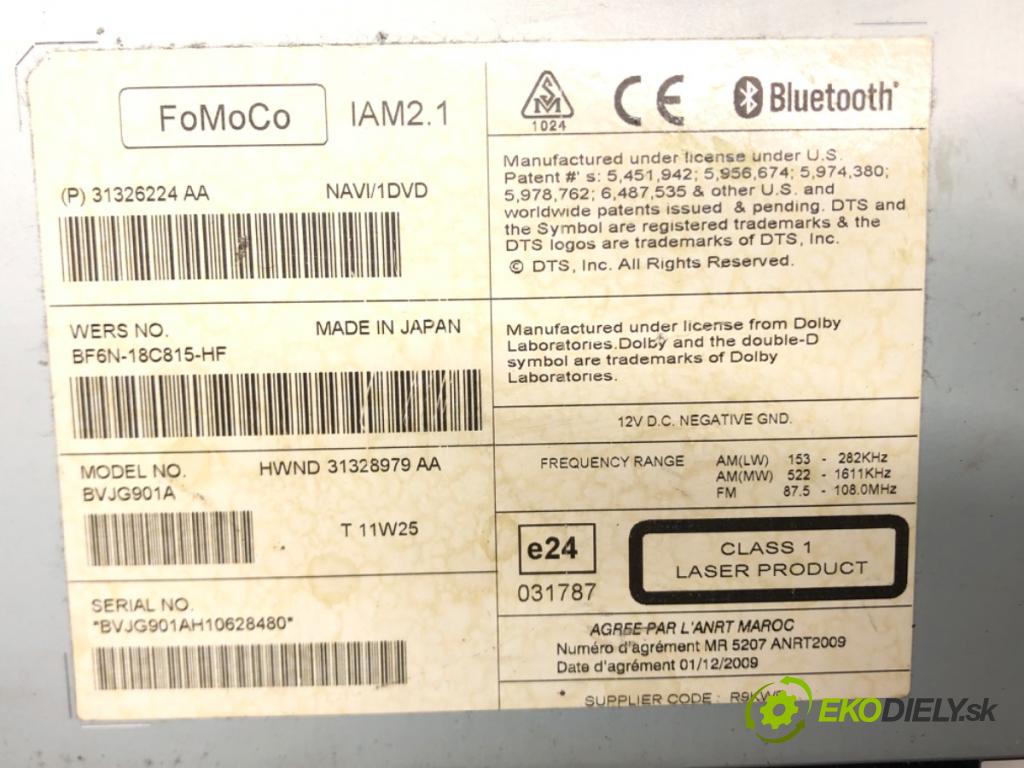 FoMoCo IAM2.1
(P) 31326224 AA NAVI/1DVD
WERS NO. MADE IN JAPAN
BF6N-18C815-HF
MODEL NO. HWND 31328979 AA
BVJG901A
T 11W25
SERIAL NO.
*BVJG901AH10628480*
S
M
1024
CE
Bluetooth®
Manufactured under license under U.S.
Patent #' s: 5,451,942; 5,956,674; 5,974,380;
5,978,762; 6,487,535 & other U.S. and
worldwide patents issued & pending. DTS and
the Symbol are registered trademarks & the
DTS logos are trademarks of DTS, Inc.
© DTS, Inc. All Rights Reserved.
Manufactured under license from Dolby
Laboratories.Dolby and the double-D
symbol are trademarks of Dolby
Laboratories.
12V D.C. NEGATIVE GND.
FREQUENCY RANGE AM(LW) 153 - 282KHz
AM(MW) 522 - 1611KHz
FM 87.5 - 108.0MHz
e24
031787
CLASS 1
LASER PRODUCT
AGREE PAR L'ANRT MAROC
Numéro d'agrément MR 5207 ANRT2009
Date d'agrément 01/12/2009
SUPPLIER CODE :
EKODIELY.sk